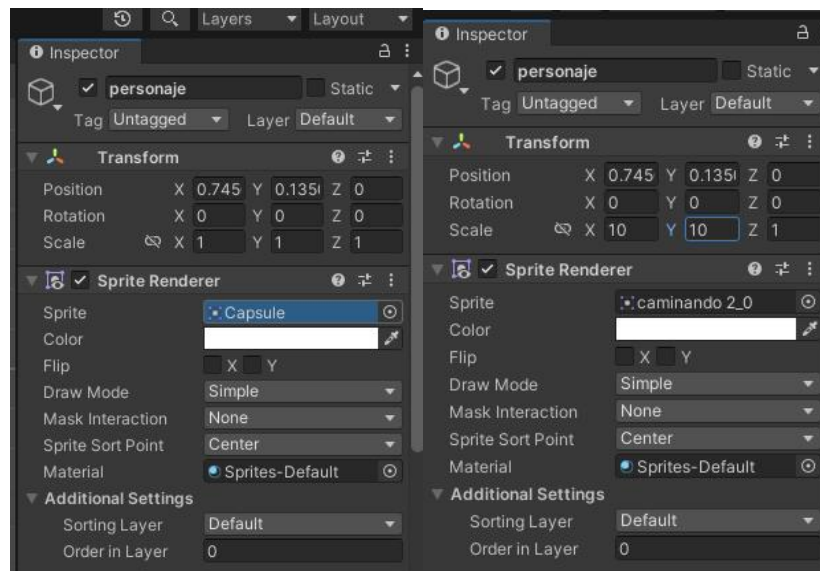 Layers Layout
Inspector
personaje Static
Tag Untagged Layer Default
Transform
Position X 0.745 Y 0.135 Z 0
Rotation X 0 Y 0 Z 0
Scale X 1 Y 1 Z 1
Sprite Renderer
Sprite Capsule
Color
Flip X Y
Draw Mode Simple
Mask Interaction None
Sprite Sort Point Center
Material Sprites-Default
Additional Settings
Sorting Layer Default
Order in Layer 0
Inspector
personaje Static
Tag Untagged Layer Default
Transform
Position X 0.745 Y 0.135 Z 0
Rotation X 0 Y 0 Z 0
Scale X 10 Y 10 Z 1
Sprite Renderer
Sprite caminando 2_0
Color
Flip X Y
Draw Mode Simple
Mask Interaction None
Sprite Sort Point Center
Material Sprites-Default
Additional Settings
Sorting Layer Default
Order in Layer 0